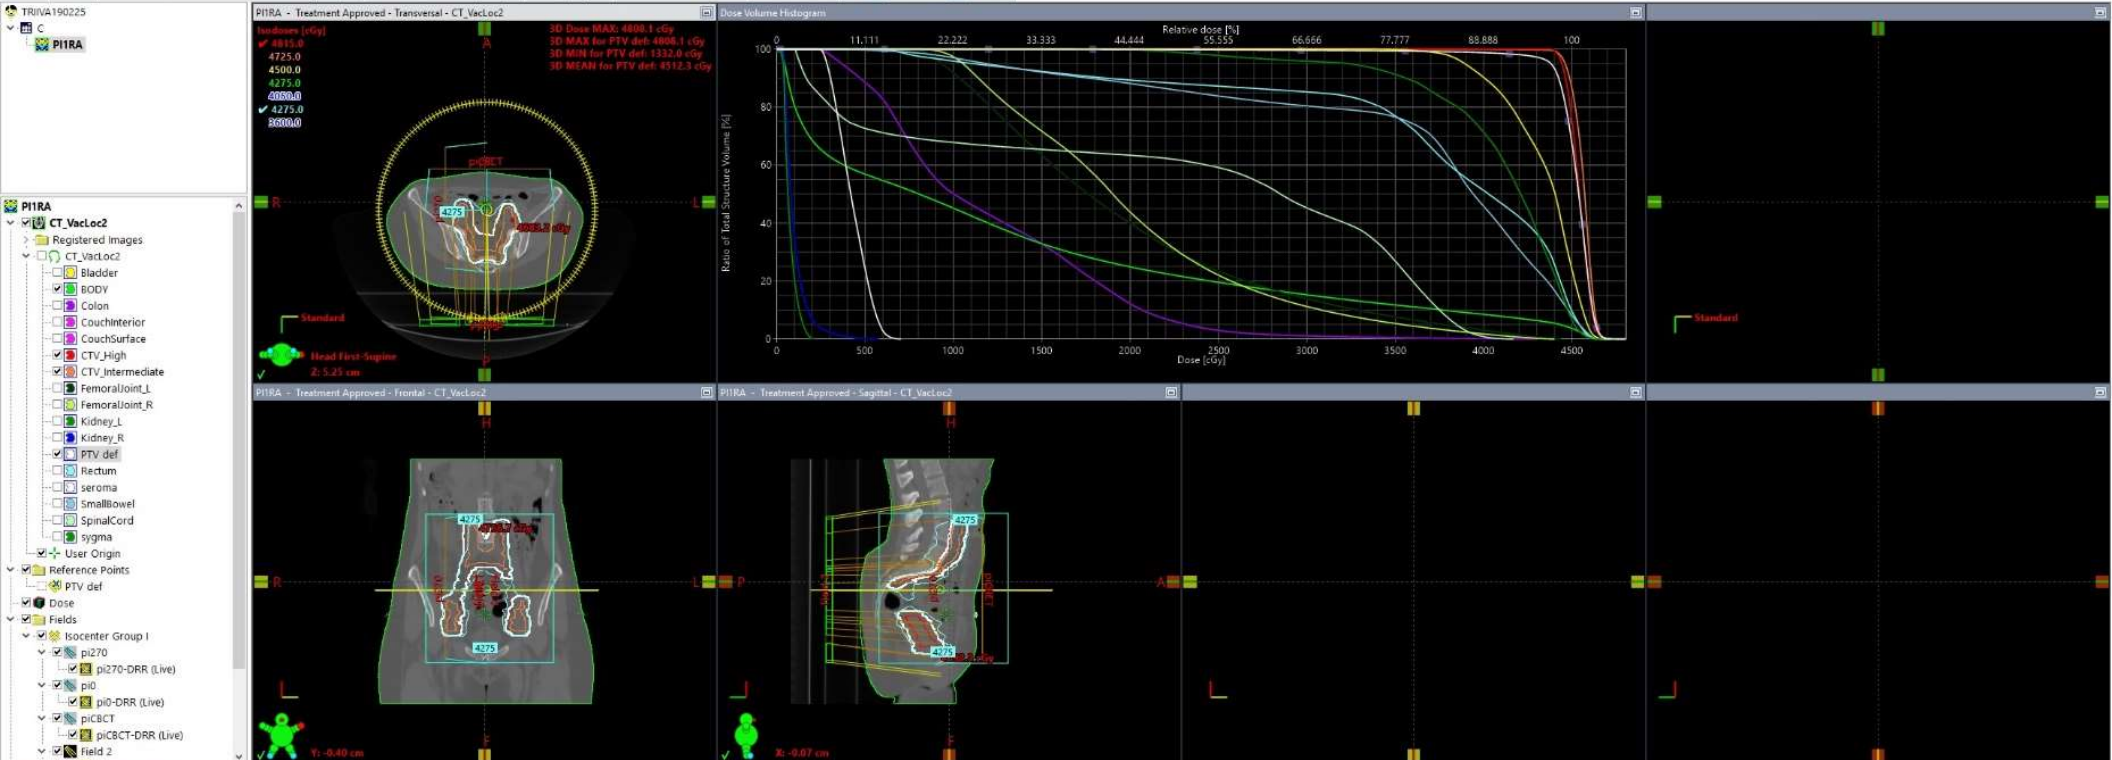 TRIIVA190225
C
PI1RA
PI1RA
CT_VacLoc2
Registered Images
CT_VacLoc2
Bladder
BODY
Colon
CouchInterior
CouchSurface
CTV_High
CTV_Intermediate
FemoralJoint_L
FemoralJoint_R
Kidney_L
Kidney_R
PTV def
Rectum
seroma
SmallBowel
SpinalCord
sygma
User Origin
Reference Points
PTV def
Dose
Fields
Isocenter Group I
pi270
pi270-DRR (Live)
pi0
pi0-DRR (Live)
piCBCT
piCBCT-DRR (Live)
Field 2
PI1RA - Treatment Approved - Transversal - CT_VacLoc2
Isodoses [cGy]
4815.0
4725.0
4500.0
4275.0
4050.0
4275.0
3600.0
3D Dose MAX: 4808.1 cGy
3D MAX for PTV def: 4808.1 cGy
3D MIN for PTV def: 1332.0 cGy
3D MEAN for PTV def: 4512.3 cGy
A
R
L
P
piCBCT
4275
Standard
Head First-Supine
Z: 5.25 cm
Dose Volume Histogram
Relative dose [%]
0 11.111 22.222 33.333 44.444 55.555 66.666 77.777 88.888 100
Ratio of Total Structure Volume [%]
100
80
60
40
20
0
0 500 1000 1500 2000 2500 3000 3500 4000 4500
Dose [cGy]
Standard
PI1RA - Treatment Approved - Frontal - CT_VacLoc2
H
R
L
F
4275
4275
Y: -0.40 cm
PI1RA - Treatment Approved - Sagittal - CT_VacLoc2
H
P
A
F
4275
piCBCT
4275
X: -0.07 cm